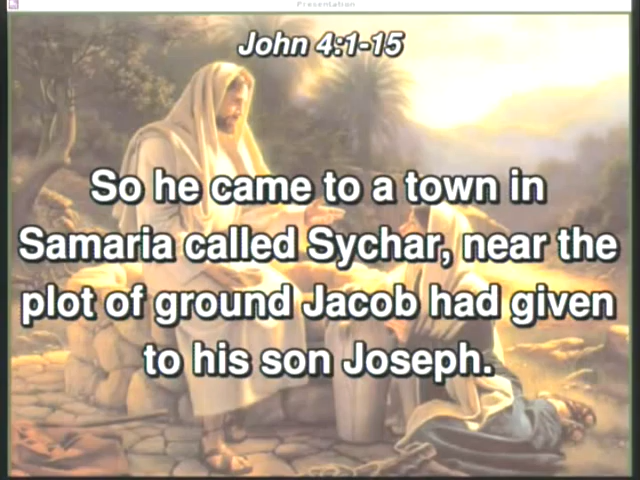 Presentation
John 4:1-15
So he came to a town in
Samaria called Sychar, near the
plot of ground Jacob had given
to his son Joseph.